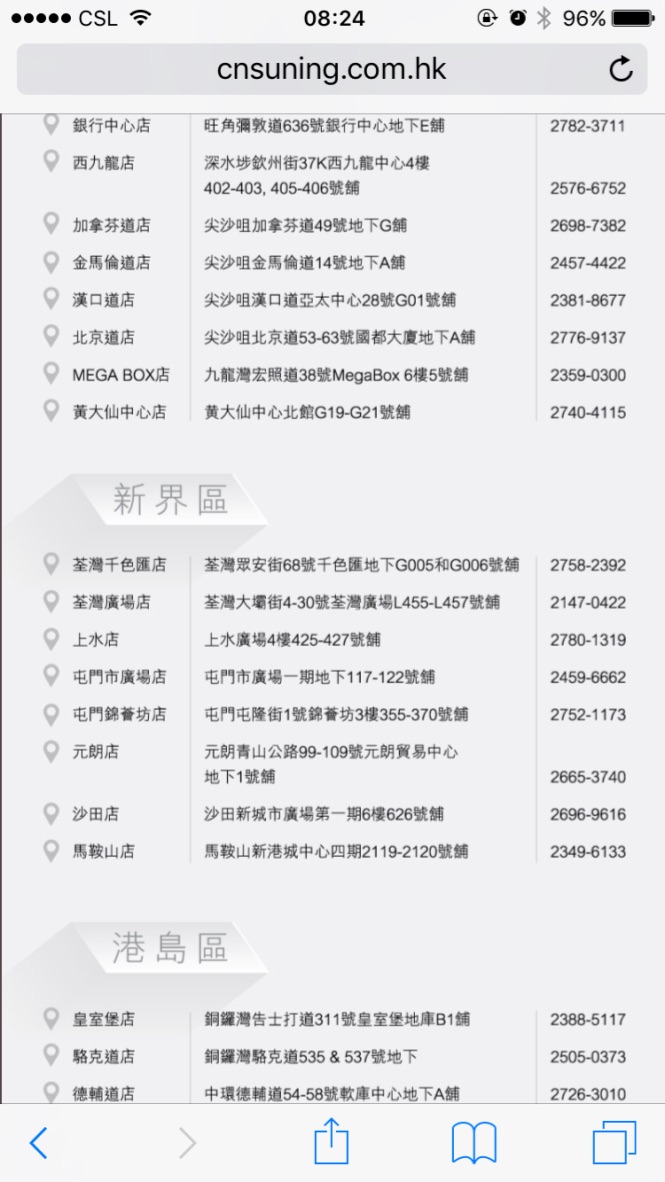 CSL 08:24 96%
cnsuning.com.hk
銀行中心店 旺角彌敦道636號銀行中心地下E舖 2782-3711
西九龍店 深水埗欽州街37K西九龍中心4樓
402-403, 405-406號舖 2576-6752
加拿芬道店 尖沙咀加拿芬道49號地下G舖 2698-7382
金馬倫道店 尖沙咀金馬倫道14號地下A舖 2457-4422
漢口道店 尖沙咀漢口道亞太中心28號G01號舖 2381-8677
北京道店 尖沙咀北京道53-63號國都大廈地下A舖 2776-9137
MEGA BOX店 九龍灣宏照道38號MegaBox 6樓5號舖 2359-0300
黃大仙中心店 黃大仙中心北館G19-G21號舖 2740-4115
新界區
荃灣千色匯店 荃灣眾安街68號千色匯地下G005和G006號舖 2758-2392
荃灣廣場店 荃灣大壩街4-30號荃灣廣場L455-L457號舖 2147-0422
上水店 上水廣場4樓425-427號舖 2780-1319
屯門市廣場店 屯門市廣場一期地下117-122號舖 2459-6662
屯門錦薈坊店 屯門屯隆街1號錦薈坊3樓355-370號舖 2752-1173
元朗店 元朗青山公路99-109號元朗貿易中心
地下1號舖 2665-3740
沙田店 沙田新城市廣場第一期6樓626號舖 2696-9616
馬鞍山店 馬鞍山新港城中心四期2119-2120號舖 2349-6133
港島區
皇室堡店 銅鑼灣告士打道311號皇室堡地庫B1舖 2388-5117
駱克道店 銅鑼灣駱克道535 & 537號地下 2505-0373
德輔道店 中環德輔道54-58號軟庫中心地下A舖 2726-3010